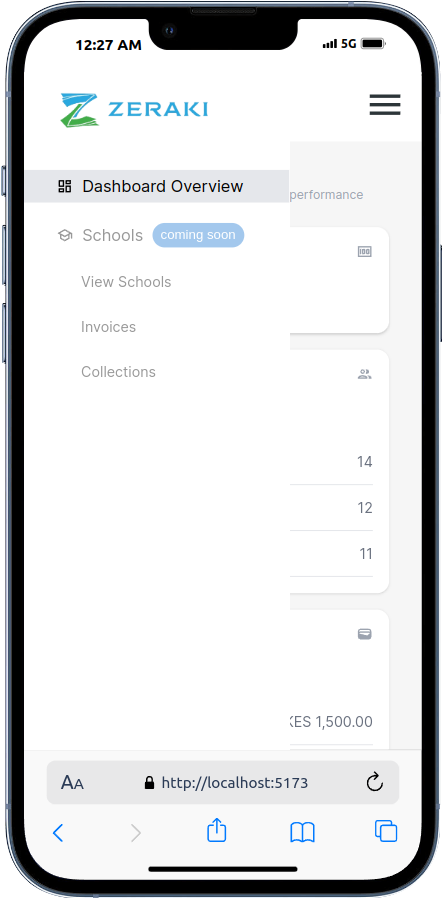 12:27 AM
5G
ZERAKI
Dashboard Overview
performance
Schools coming soon
View Schools
Invoices
Collections
14
12
11
KES 1,500.00
AA http://localhost:5173